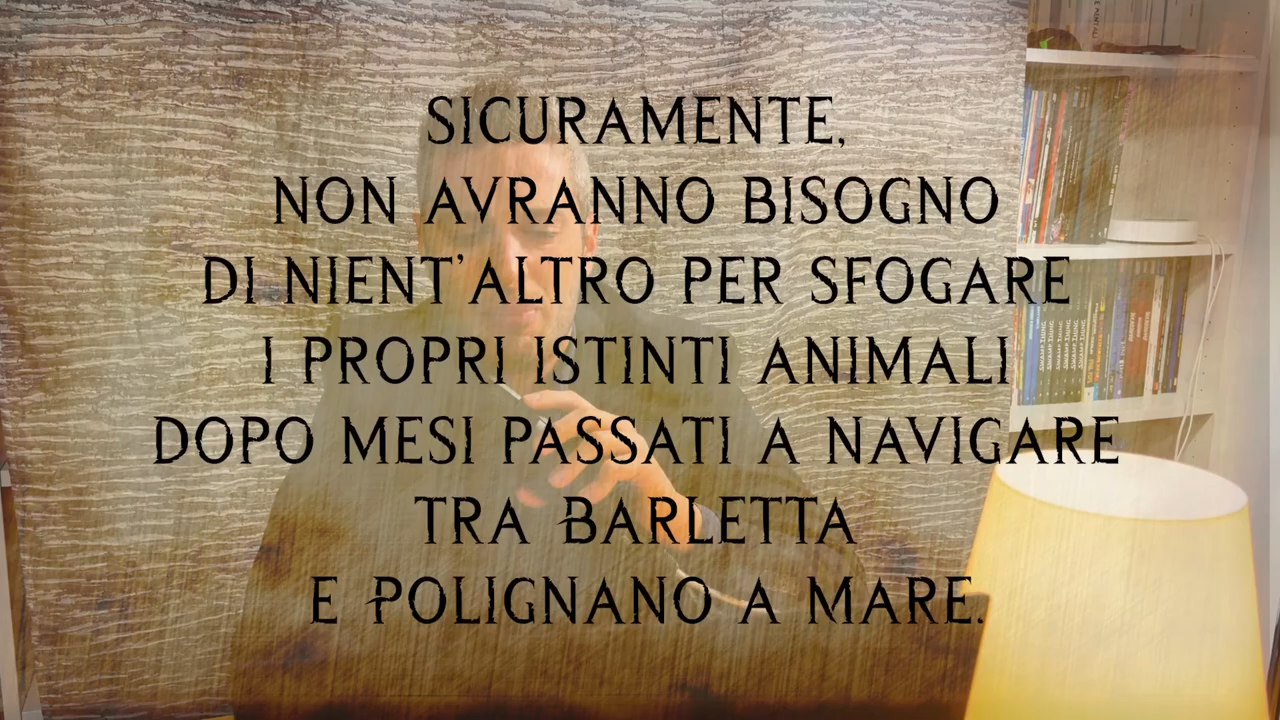 SICURAMENTE,
NON AVRANNO BISOGNO
DI NIENT'ALTRO PER SFOGARE
I PROPRI ISTINTI ANIMALI
DOPO MESI PASSATI A NAVIGARE
TRA BARLETTA
E POLIGNANO A MARE.